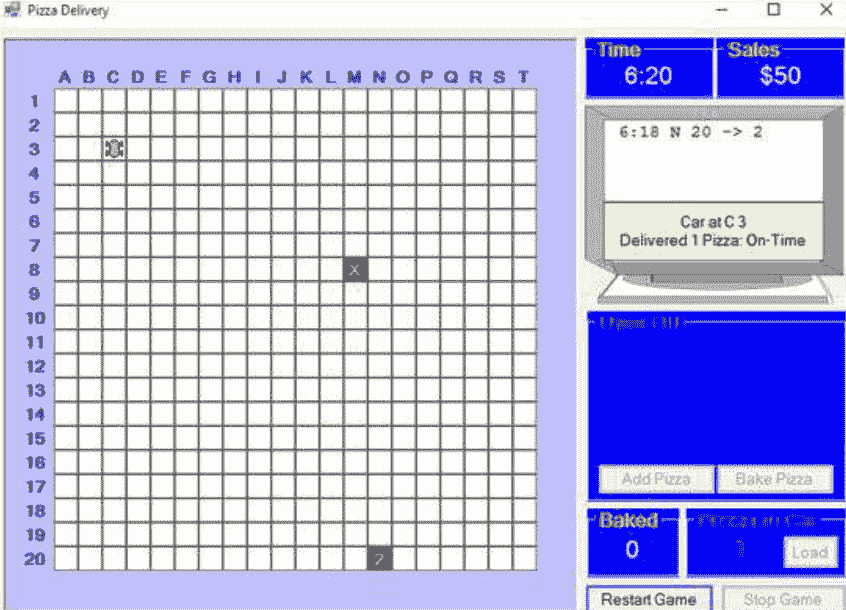 Pizza Delivery
Time
6:20
Sales
$50
A B C D E F G H I J K L M N O P Q R S T
1
2
3
4
5
6
7
8
9
10
11
12
13
14
15
16
17
18
19
20
X
2
6:18 N 20 -> 2
Car at C 3
Delivered 1 Pizza: On-Time
Add Pizza
Bake Pizza
Baked
0
1
Load
Restart Game
Stop Game